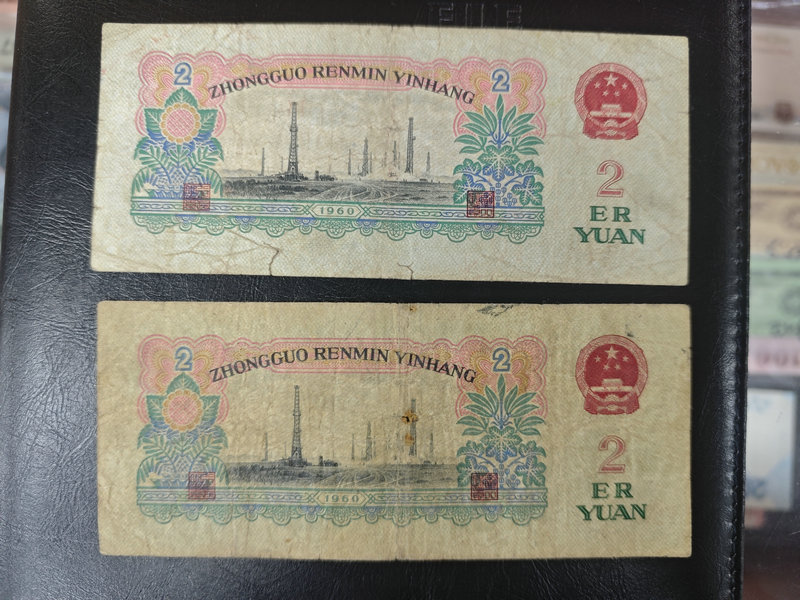 2 ZHONGGUO RENMIN YINHANG 2
1960
2
ER
YUAN
2 ZHONGGUO RENMIN YINHANG 2
1960
2
ER
YUAN